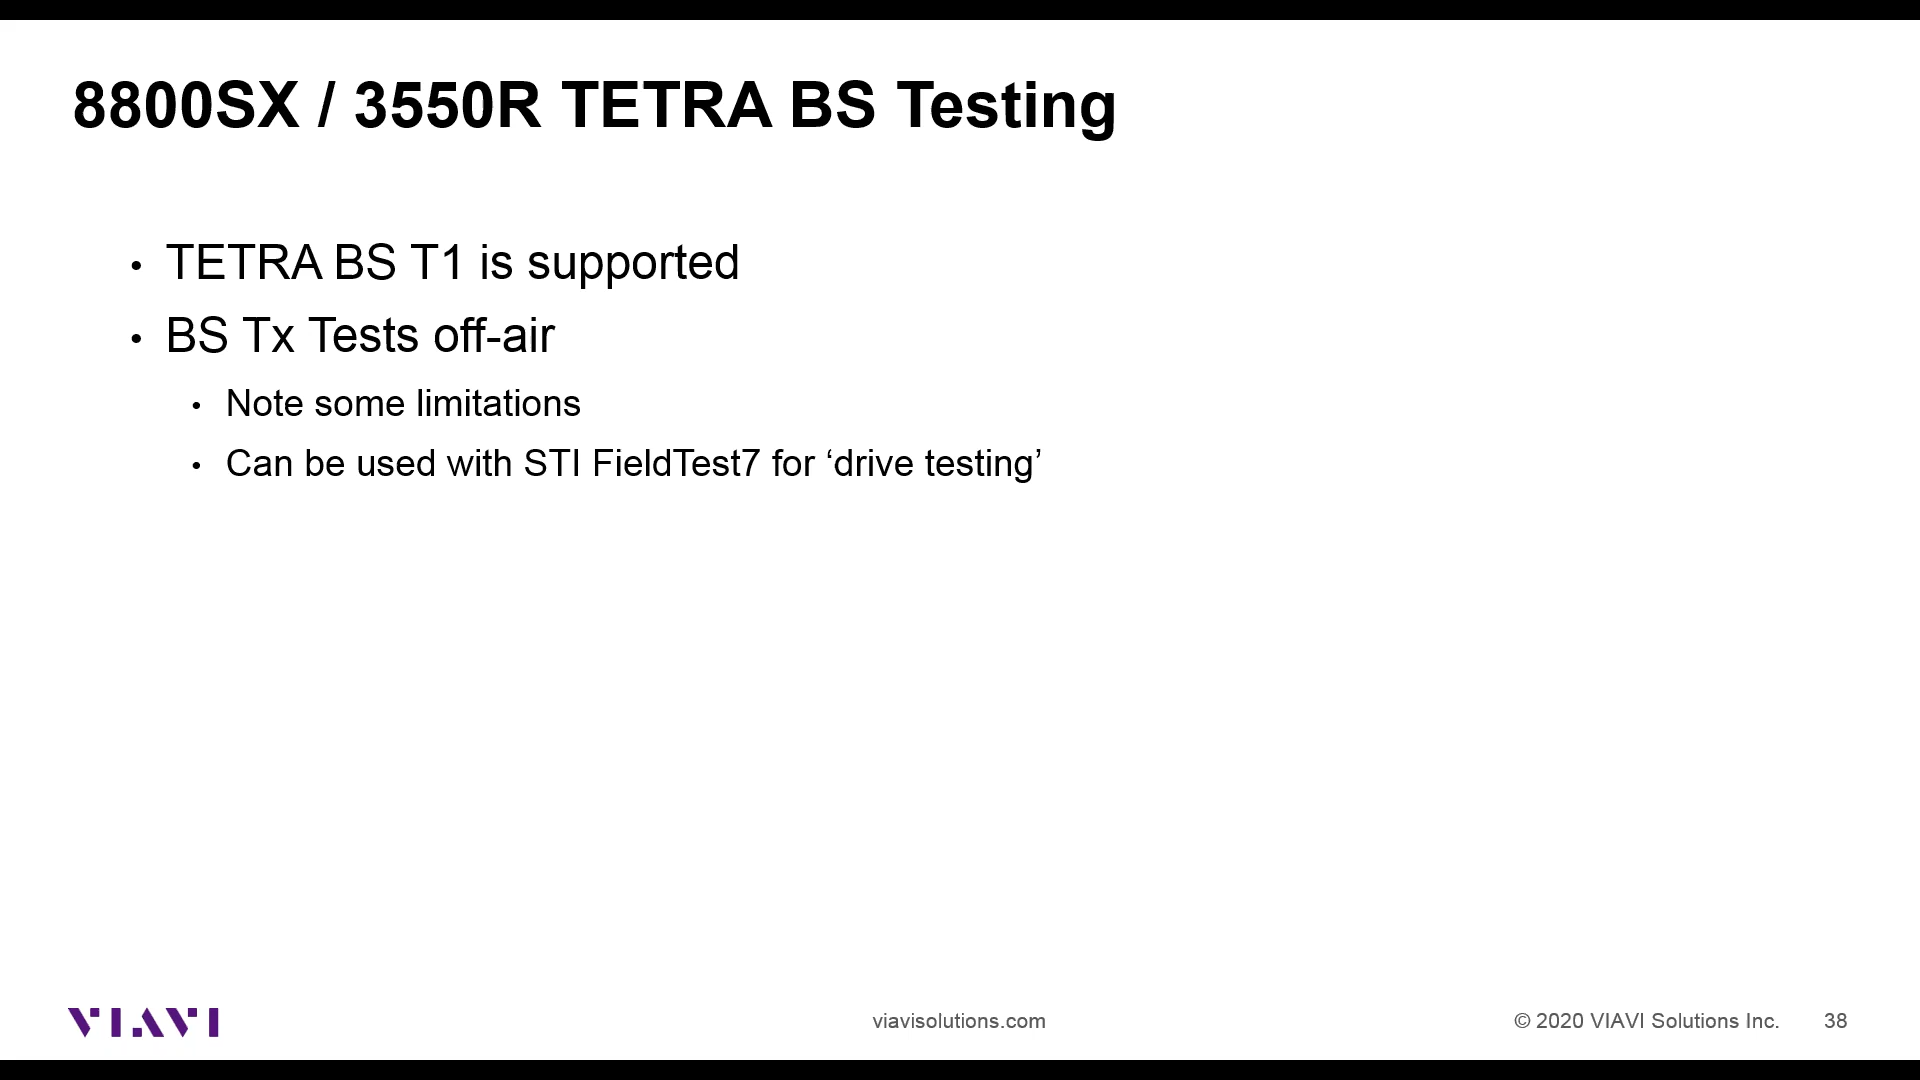 8800SX / 3550R TETRA BS Testing
• TETRA BS T1 is supported
• BS Tx Tests off-air
• Note some limitations
• Can be used with STI FieldTest7 for ‘drive testing’
VIAVI
viavisolutions.com
© 2020 VIAVI Solutions Inc.
38